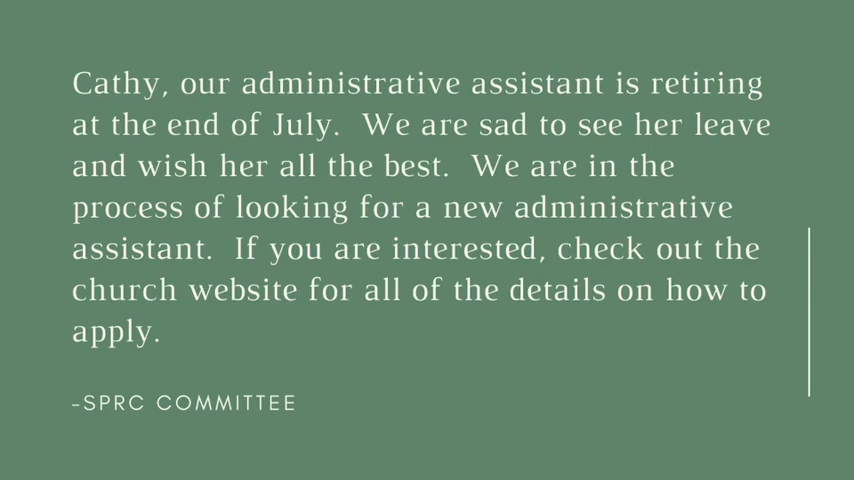 Cathy, our administrative assistant is retiring
at the end of July.  We are sad to see her leave
and wish her all the best.  We are in the
process of looking for a new administrative
assistant.  If you are interested, check out the
church website for all of the details on how to
apply.
-SPRC COMMITTEE